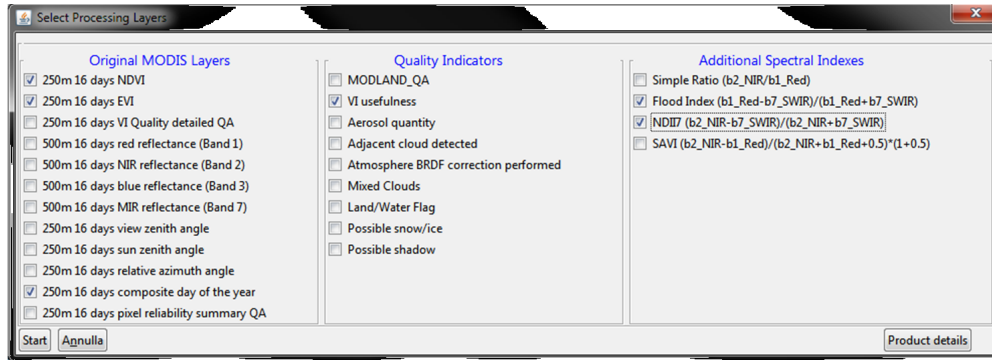 Select Processing Layers
Original MODIS Layers
250m 16 days NDVI
250m 16 days EVI
250m 16 days VI Quality detailed QA
500m 16 days red reflectance (Band 1)
500m 16 days NIR reflectance (Band 2)
500m 16 days blue reflectance (Band 3)
500m 16 days MIR reflectance (Band 7)
250m 16 days view zenith angle
250m 16 days sun zenith angle
250m 16 days relative azimuth angle
250m 16 days composite day of the year
250m 16 days pixel reliability summary QA
Quality Indicators
MODLAND_QA
VI usefulness
Aerosol quantity
Adjacent cloud detected
Atmosphere BRDF correction performed
Mixed Clouds
Land/Water Flag
Possible snow/ice
Possible shadow
Additional Spectral Indexes
Simple Ratio (b2_NIR/b1_Red)
Flood Index (b1_Red-b7_SWIR)/(b1_Red+b7_SWIR)
NDII7 (b2_NIR-b7_SWIR)/(b2_NIR+b7_SWIR)
SAVI (b2_NIR-b1_Red)/(b2_NIR+b1_Red+0.5)*(1+0.5)
Start
Annulla
Product details